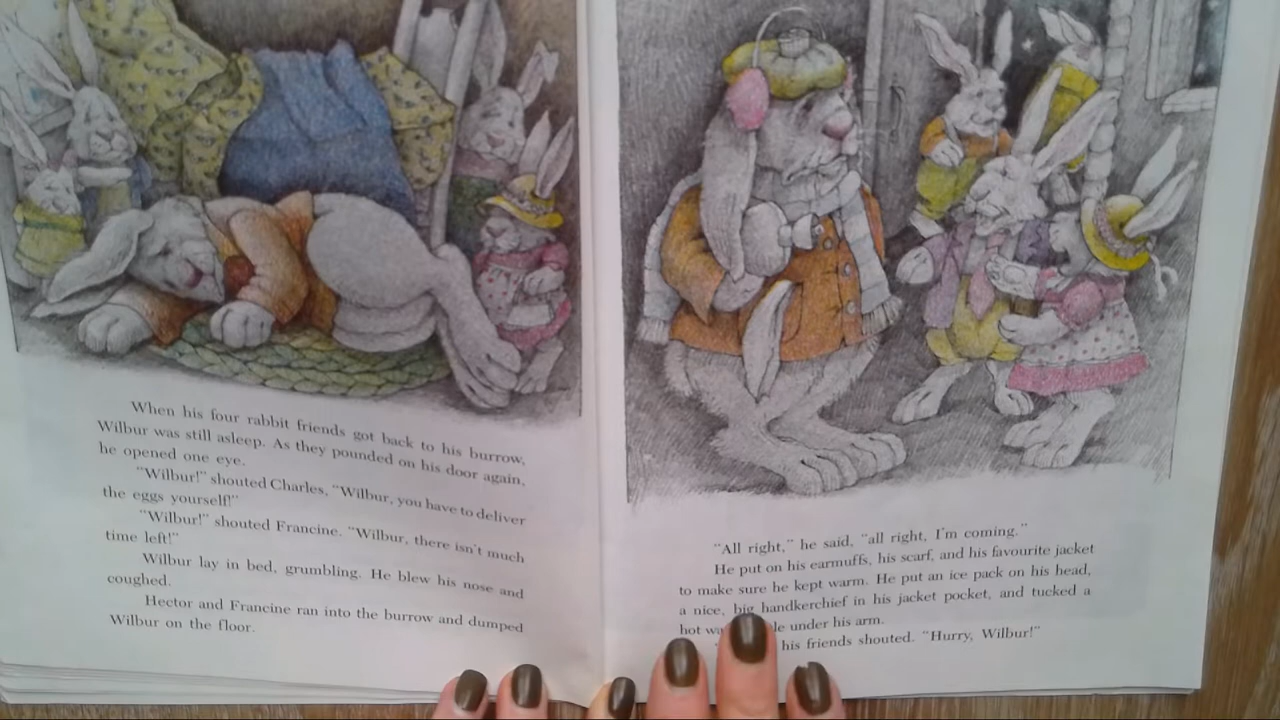 When his four rabbit friends got back to his burrow,
Wilbur was still asleep. As they pounded on his door again,
he opened one eye.
"Wilbur!" shouted Charles, "Wilbur, you have to deliver
the eggs yourself!"
"Wilbur!" shouted Francine. "Wilbur, there isn't much
time left!"
Wilbur lay in bed, grumbling. He blew his nose and
coughed.
Hector and Francine ran into the burrow and dumped
Wilbur on the floor.
"All right," he said, "all right, I'm coming."
He put on his earmuffs, his scarf, and his favourite jacket
to make sure he kept warm. He put an ice pack on his head,
a nice, big handkerchief in his jacket pocket, and tucked a
hot under his arm.
his friends shouted. "Hurry, Wilbur!"